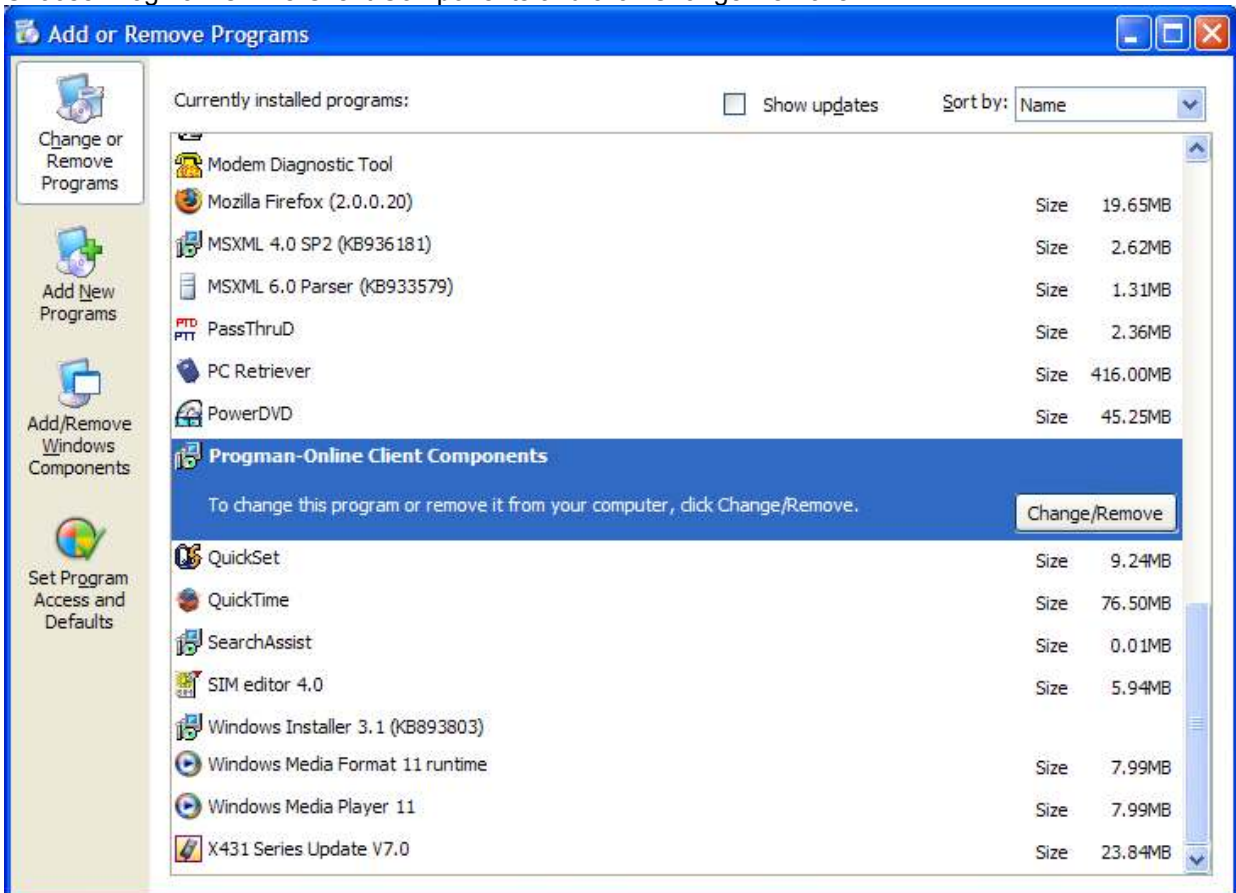 Add or Remove Programs
Change or
Remove
Programs
Add New
Programs
Add/Remove
Windows
Components
Set Program
Access and
Defaults
Currently installed programs:
Show updates
Sort by: Name
Modem Diagnostic Tool
Mozilla Firefox (2.0.0.20) Size 19.65MB
MSXML 4.0 SP2 (KB936181) Size 2.62MB
MSXML 6.0 Parser (KB933579) Size 1.31MB
PTD
PTT
PassThruD Size 2.36MB
PC Retriever Size 416.00MB
PowerDVD Size 45.25MB
Progman-Online Client Components
To change this program or remove it from your computer, click Change/Remove.
Change/Remove
QuickSet Size 9.24MB
QuickTime Size 76.50MB
SearchAssist Size 0.01MB
SIM editor 4.0 Size 5.94MB
Windows Installer 3.1 (KB893803)
Windows Media Format 11 runtime Size 7.99MB
Windows Media Player 11 Size 7.99MB
X431 Series Update V7.0 Size 23.84MB